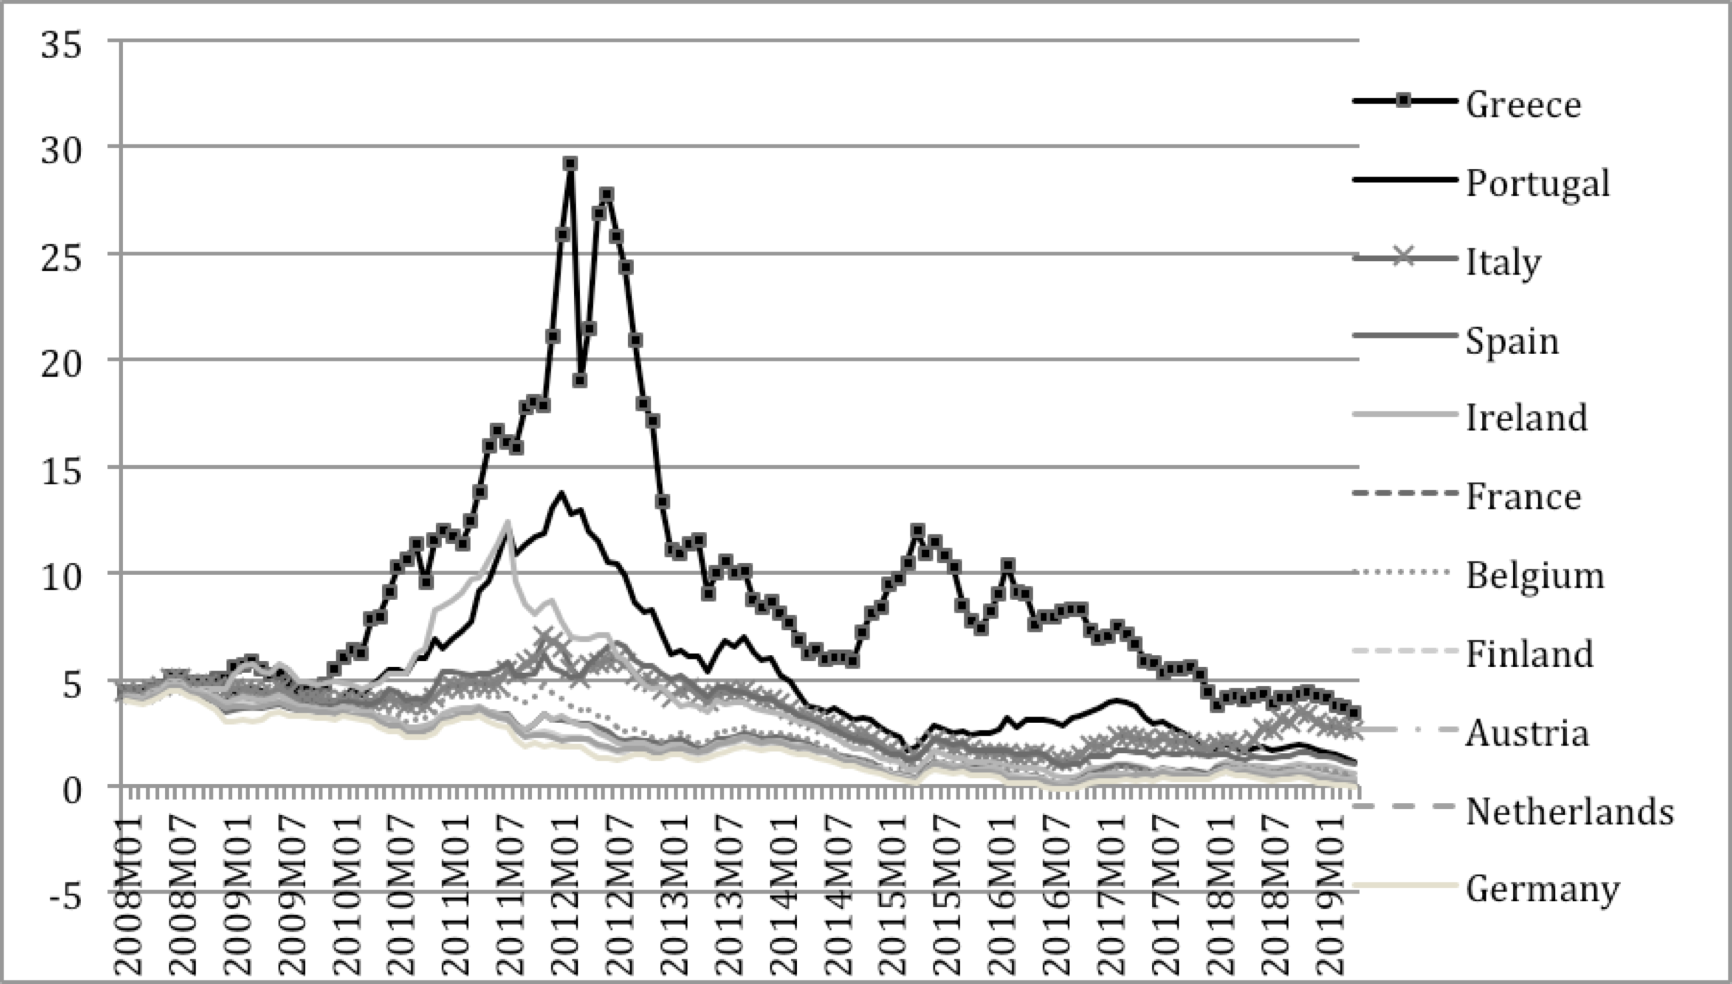 35
30
25
20
15
10
5
0
-5
2008M01
2008M07
2009M01
2009M07
2010M01
2010M07
2011M01
2011M07
2012M01
2012M07
2013M01
2013M07
2014M01
2014M07
2015M01
2015M07
2016M01
2016M07
2017M01
2017M07
2018M01
2018M07
2019M01
Greece
Portugal
Italy
Spain
Ireland
France
Belgium
Finland
Austria
Netherlands
Germany